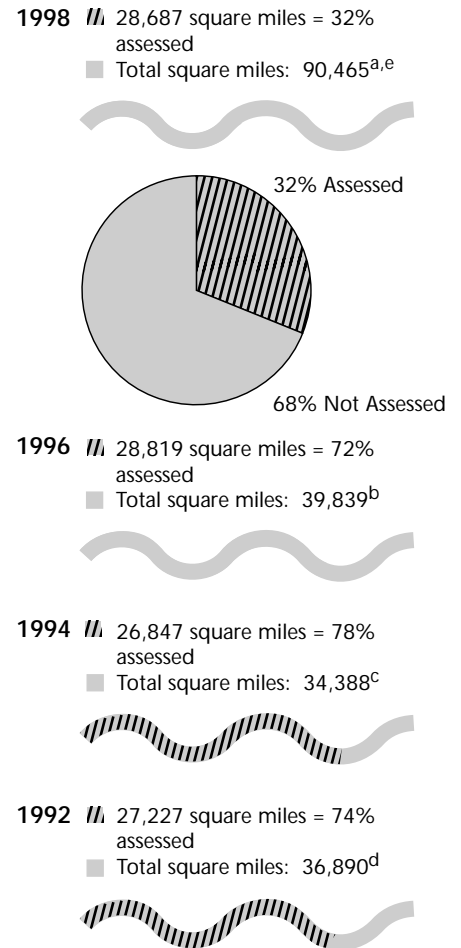 1998 28,687 square miles = 32%
assessed
Total square miles: 90,465a,e
32% Assessed
68% Not Assessed
1996 28,819 square miles = 72%
assessed
Total square miles: 39,839b
1994 26,847 square miles = 78%
assessed
Total square miles: 34,388c
1992 27,227 square miles = 74%
assessed
Total square miles: 36,890d